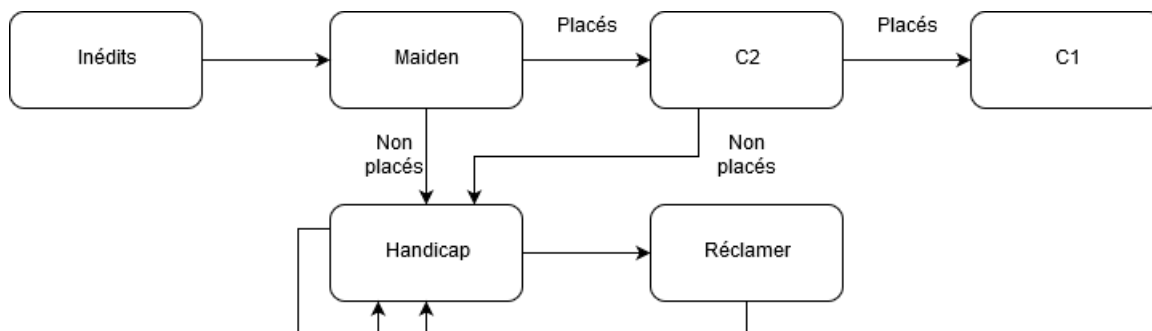 Placés
Placés
Inédits
Maiden
C2
C1
Non
placés
Non
placés
Handicap
Réclamer